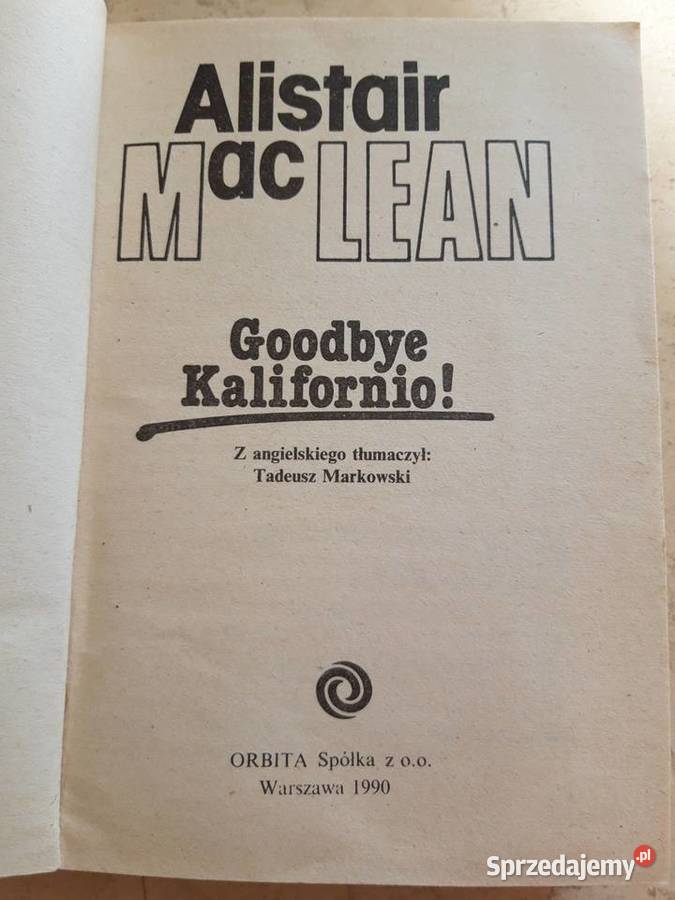 Alistair
MacLEAN
Goodbye
Kalifornio!
Z angielskiego tłumaczył:
Tadeusz Markowski
ORBITA Spółka z o.o.
Warszawa 1990
Sprzedajemy.pl